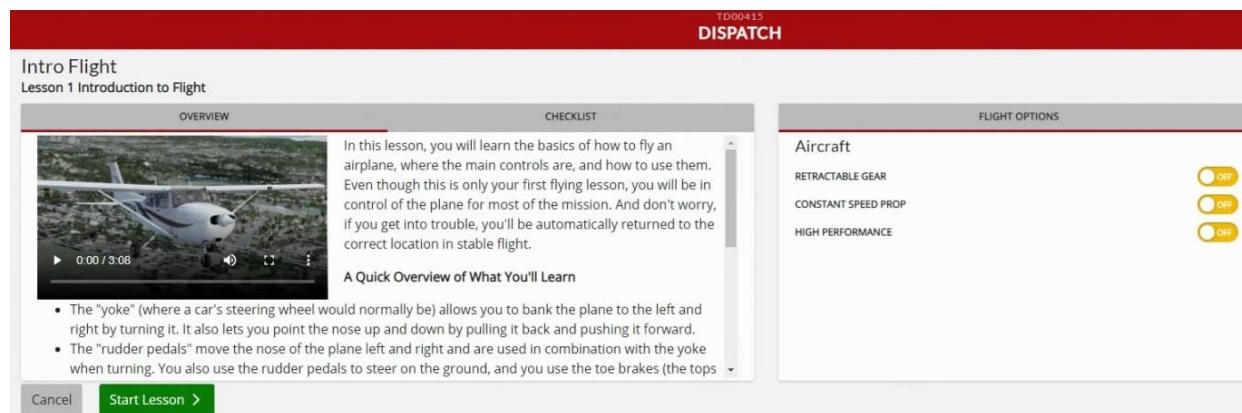 TD00415
DISPATCH
Intro Flight
Lesson 1 Introduction to Flight
OVERVIEW
CHECKLIST
In this lesson, you will learn the basics of how to fly an
airplane, where the main controls are, and how to use them.
Even though this is only your first flying lesson, you will be in
control of the plane for most of the mission. And don't worry,
if you get into trouble, you'll be automatically returned to the
correct location in stable flight.
0:00 / 3:08
A Quick Overview of What You'll Learn
• The "yoke" (where a car's steering wheel would normally be) allows you to bank the plane to the left and
right by turning it. It also lets you point the nose up and down by pulling it back and pushing it forward.
• The "rudder pedals" move the nose of the plane left and right and are used in combination with the yoke
when turning. You also use the rudder pedals to steer on the ground, and you use the toe brakes (the tops
FLIGHT OPTIONS
Aircraft
RETRACTABLE GEAR OFF
CONSTANT SPEED PROP OFF
HIGH PERFORMANCE OFF
Cancel
Start Lesson